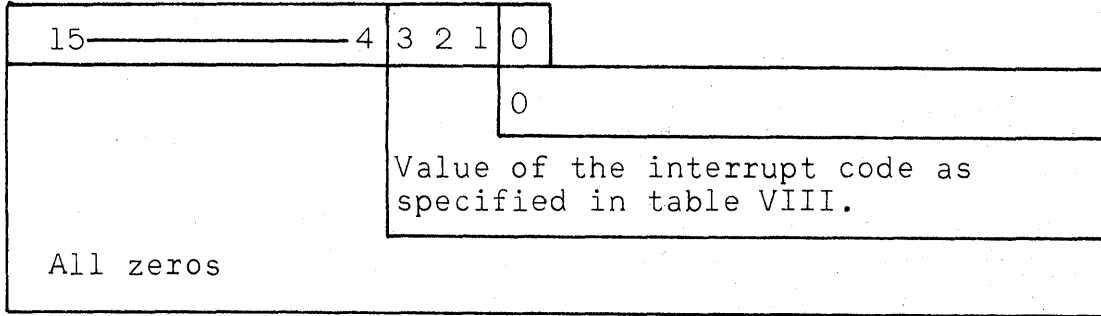 15 4 3 2 1 0
0
Value of the interrupt code as
specified in table VIII.
All zeros